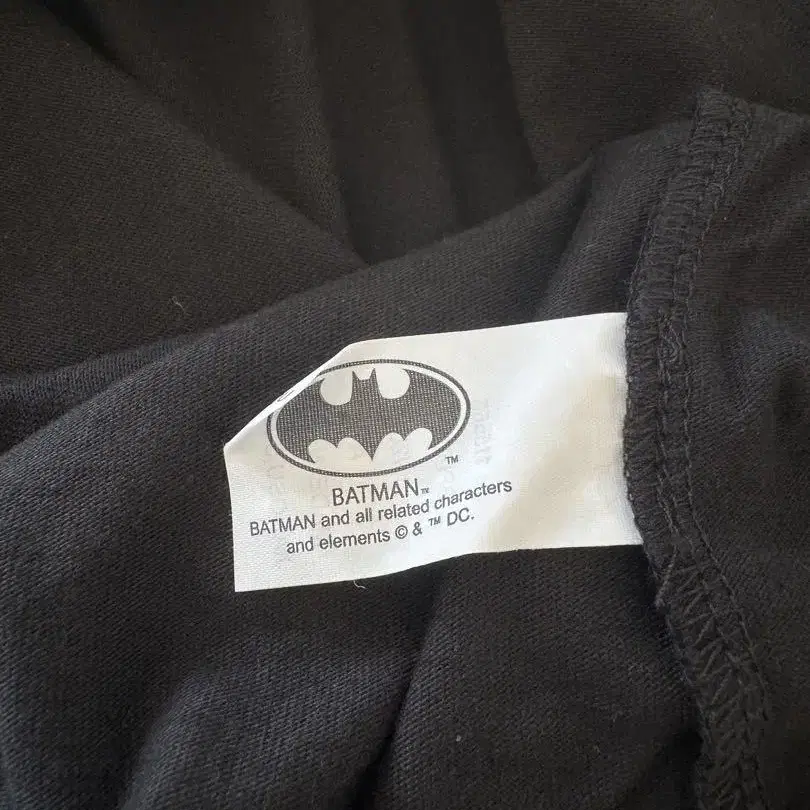 TM
BATMAN™
BATMAN and all related characters
and elements © & ™ DC.